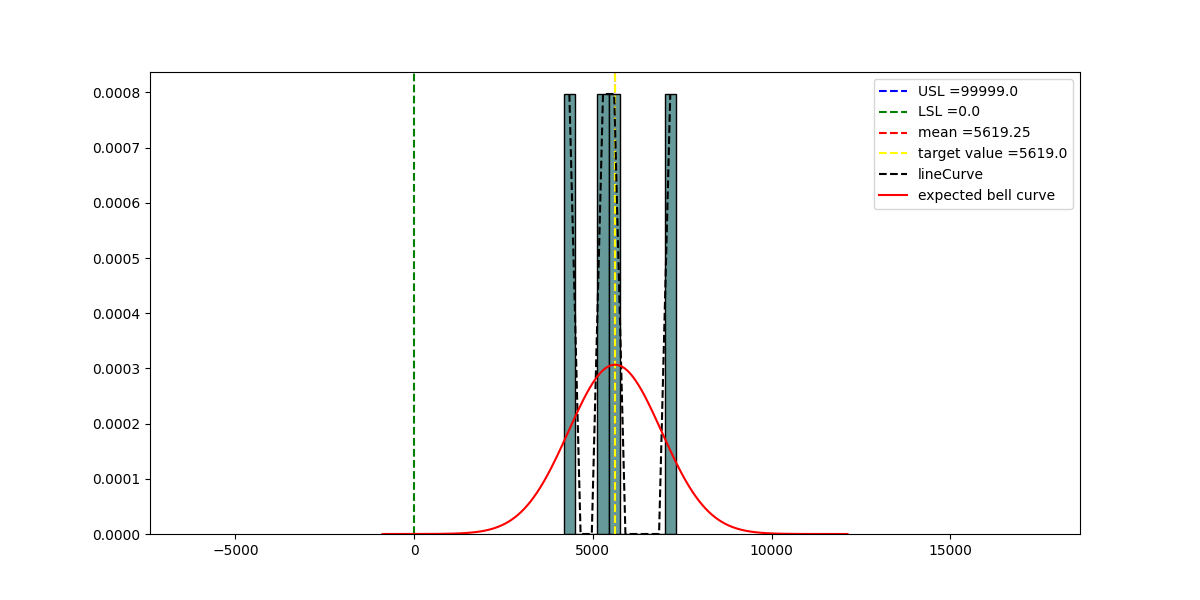 0.0008
0.0007
0.0006
0.0005
0.0004
0.0003
0.0002
0.0001
0.0000
−5000
0
5000
10000
15000
USL =99999.0
LSL =0.0
mean =5619.25
target value =5619.0
lineCurve
expected bell curve